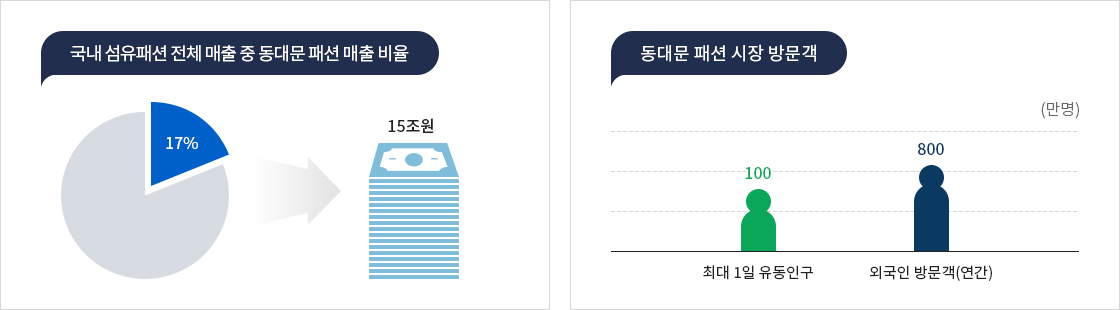 국내 섬유패션 전체 매출 중 동대문 패션 매출 비율
17%
15조원
동대문 패션 시장 방문객
(만명)
100
800
최대 1일 유동인구
외국인 방문객(연간)